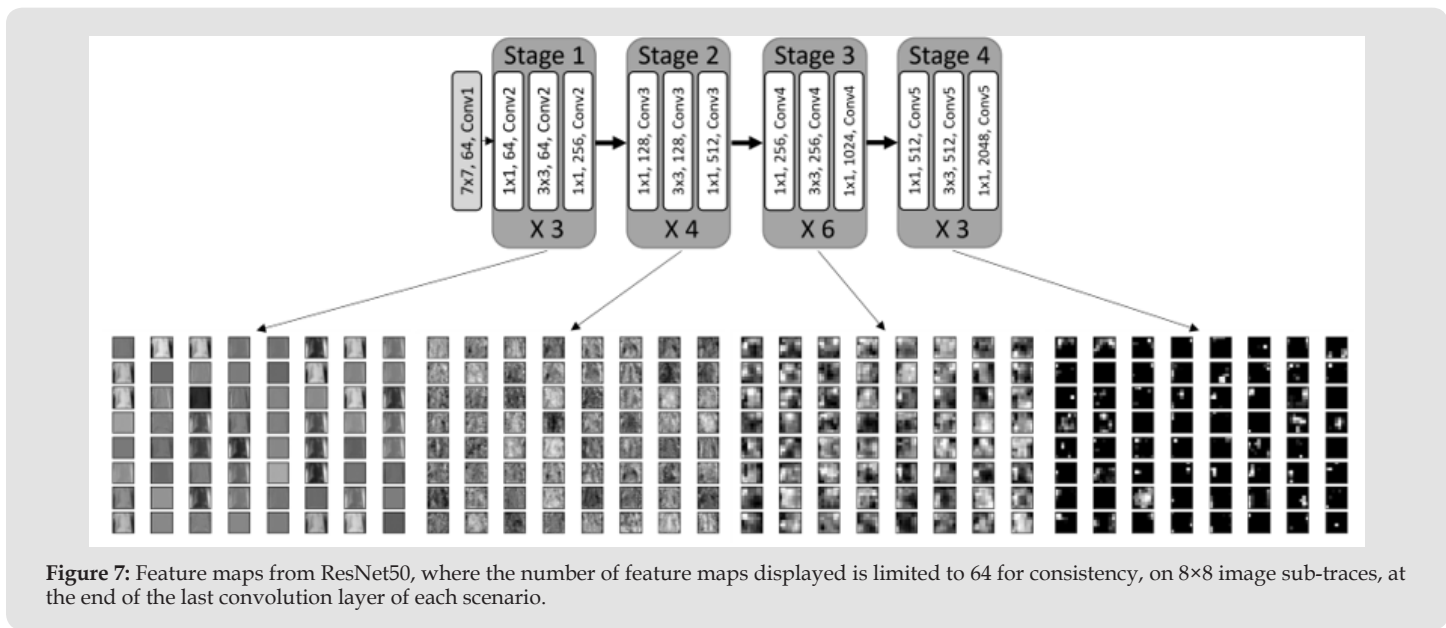 Stage 1
Stage 2
Stage 3
Stage 4
7x7, 64, Conv1
1x1, 64, Conv2
3x3, 64, Conv2
1x1, 256, Conv2
1x1, 128, Conv3
3x3, 128, Conv3
1x1, 512, Conv3
1x1, 256, Conv4
3x3, 256, Conv4
1x1, 1024, Conv4
1x1, 512, Conv5
3x3, 512, Conv5
1x1, 2048, Conv5
X 3
X 4
X 6
X 3
Figure 7: Feature maps from ResNet50, where the number of feature maps displayed is limited to 64 for consistency, on 8×8 image sub-traces, at
the end of the last convolution layer of each scenario.